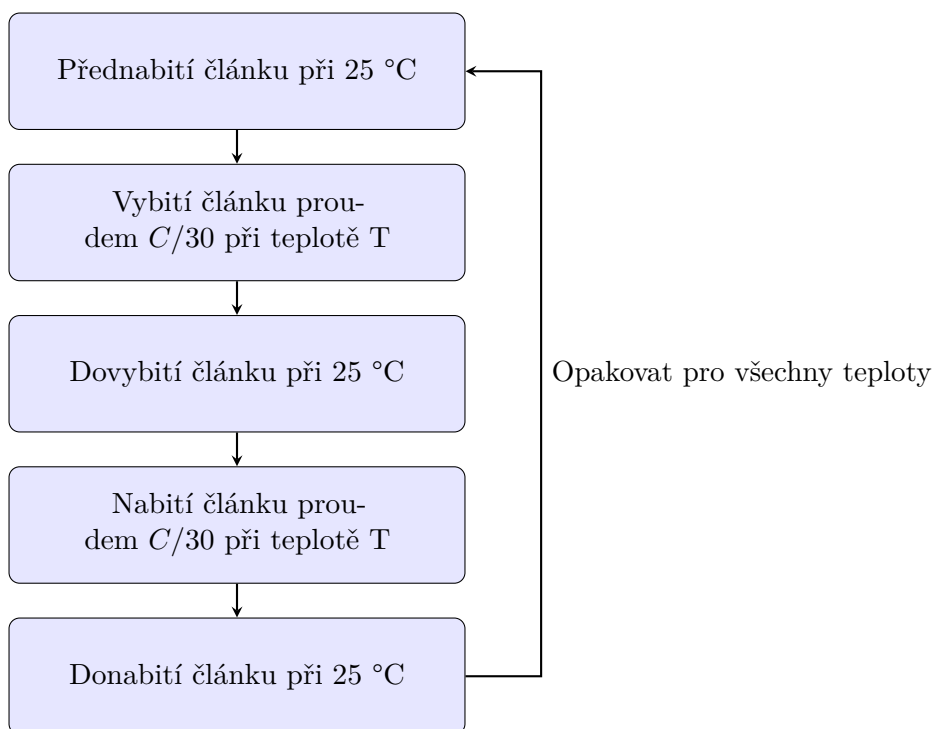 Přednabití článku při 25 °C
Vybití článku prou-
dem C/30 při teplotě T
Dovybití článku při 25 °C
Opakovat pro všechny teploty
Nabití článku prou-
dem C/30 při teplotě T
Donabití článku při 25 °C